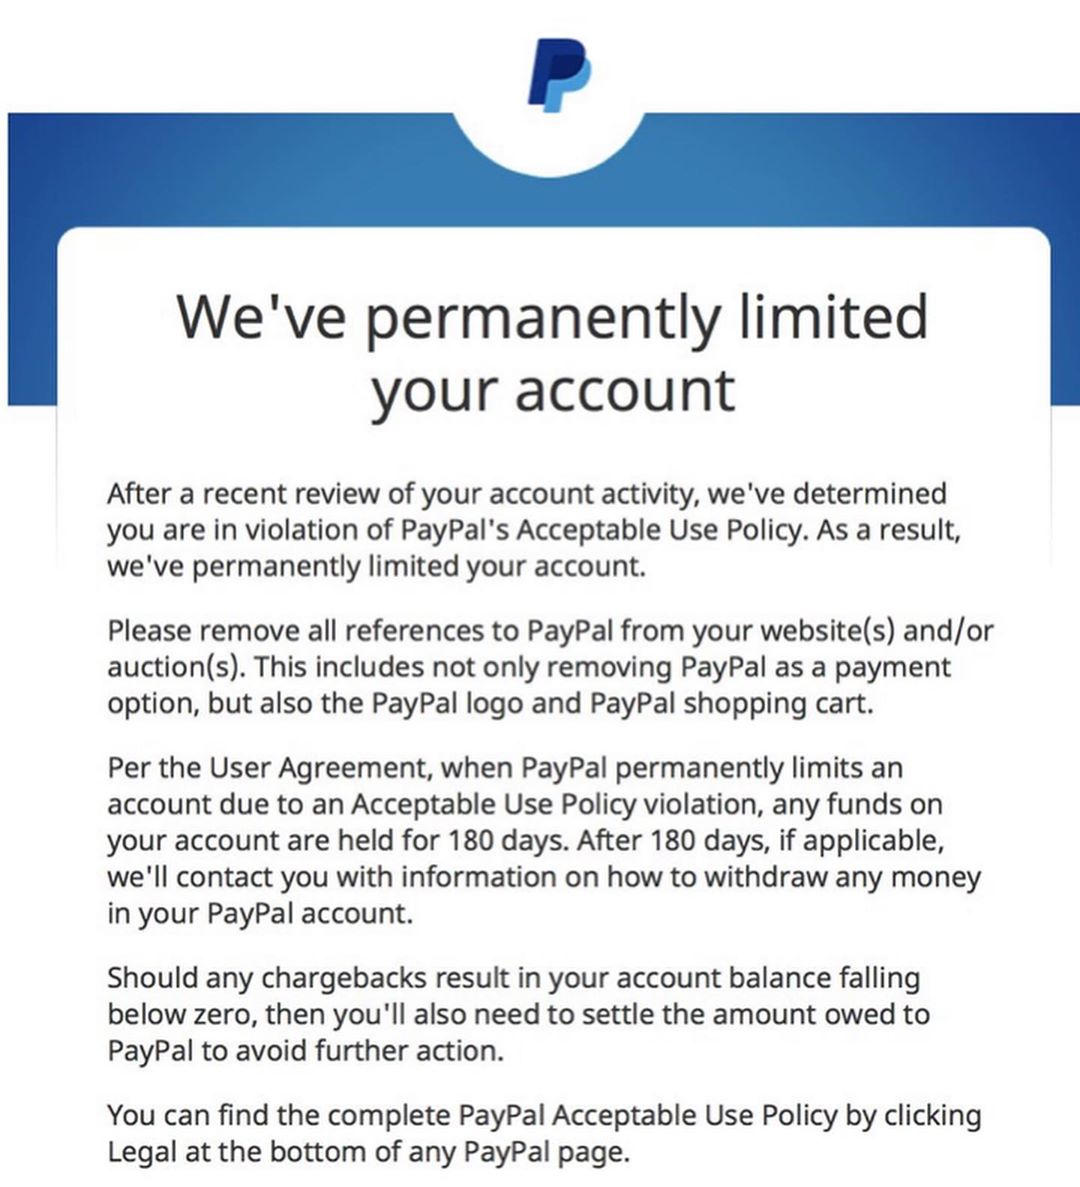 We've permanently limited
your account
After a recent review of your account activity, we've determined
you are in violation of PayPal's Acceptable Use Policy. As a result,
we've permanently limited your account.
Please remove all references to PayPal from your website(s) and/or
auction(s). This includes not only removing PayPal as a payment
option, but also the PayPal logo and PayPal shopping cart.
Per the User Agreement, when PayPal permanently limits an
account due to an Acceptable Use Policy violation, any funds on
your account are held for 180 days. After 180 days, if applicable,
we'll contact you with information on how to withdraw any money
in your PayPal account.
Should any chargebacks result in your account balance falling
below zero, then you'll also need to settle the amount owed to
PayPal to avoid further action.
You can find the complete PayPal Acceptable Use Policy by clicking
Legal at the bottom of any PayPal page.